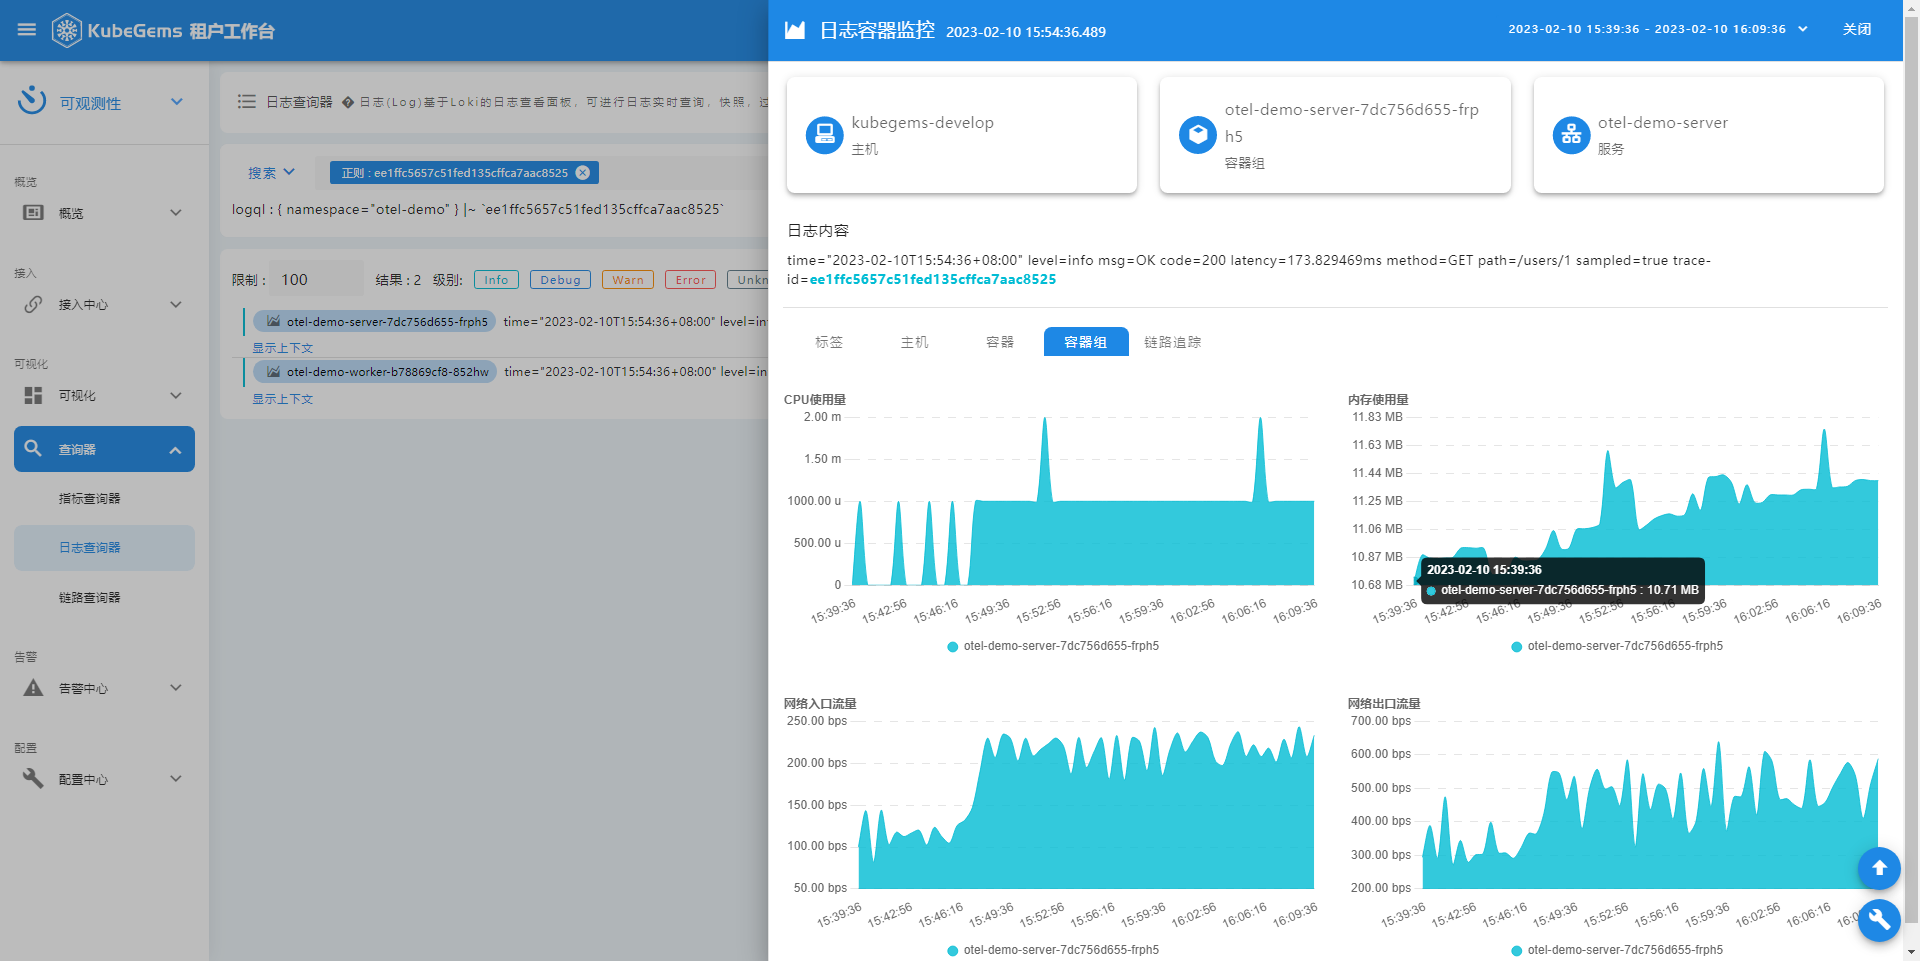 KubeGems 租户工作台
可观测性
概览
概览
接入
接入中心
可视化
可视化
查询器
指标查询器
日志查询器
链路查询器
告警
告警中心
配置
配置中心
日志查询器 � 日志(Log)基于Loki的日志查看面板，可进行日志实时查询，快照，
搜索
正则 : ee1ffc5657c51fed135cffca7aac8525
logql : { namespace="otel-demo" } |~ `ee1ffc5657c51fed135cffca7aac8525`
限制 : 100 结果 : 2 级别: Info Debug Warn Error Unkn
otel-demo-server-7dc756d655-frph5 time="2023-02-10T15:54:36+08:00" level=in
显示上下文
otel-demo-worker-b78869cf8-852hw time="2023-02-10T15:54:36+08:00" level=in
显示上下文
日志容器监控 2023-02-10 15:54:36.489
2023-02-10 15:39:36 - 2023-02-10 16:09:36
关闭
kubegems-develop
主机
otel-demo-server-7dc756d655-frp
h5
容器组
otel-demo-server
服务
日志内容
time="2023-02-10T15:54:36+08:00" level=info msg=OK code=200 latency=173.829469ms method=GET path=/users/1 sampled=true trace-
id=ee1ffc5657c51fed135cffca7aac8525
标签 主机 容器 容器组 链路追踪
CPU使用量
2.00 m
1.50 m
1000.00 u
500.00 u
0
15:39:36 15:42:56 15:46:16 15:49:36 15:52:56 15:56:16 15:59:36 16:02:56 16:06:16 16:09:36
otel-demo-server-7dc756d655-frph5
内存使用量
11.83 MB
11.63 MB
11.44 MB
11.25 MB
11.06 MB
10.87 MB
10.68 MB
2023-02-10 15:39:36
otel-demo-server-7dc756d655-frph5 : 10.71 MB
15:39:36 15:42:56 15:46:16 15:49:36 15:52:56 15:56:16 15:59:36 16:02:56 16:06:16 16:09:36
otel-demo-server-7dc756d655-frph5
网络入口流量
250.00 bps
200.00 bps
150.00 bps
100.00 bps
50.00 bps
15:39:36 15:42:56 15:46:16 15:49:36 15:52:56 15:56:16 15:59:36 16:02:56 16:06:16 16:09:36
otel-demo-server-7dc756d655-frph5
网络出口流量
700.00 bps
600.00 bps
500.00 bps
400.00 bps
300.00 bps
200.00 bps
15:39:36 15:42:56 15:46:16 15:49:36 15:52:56 15:56:16 15:59:36 16:02:56 16:06:16
otel-demo-server-7dc756d655-frph5